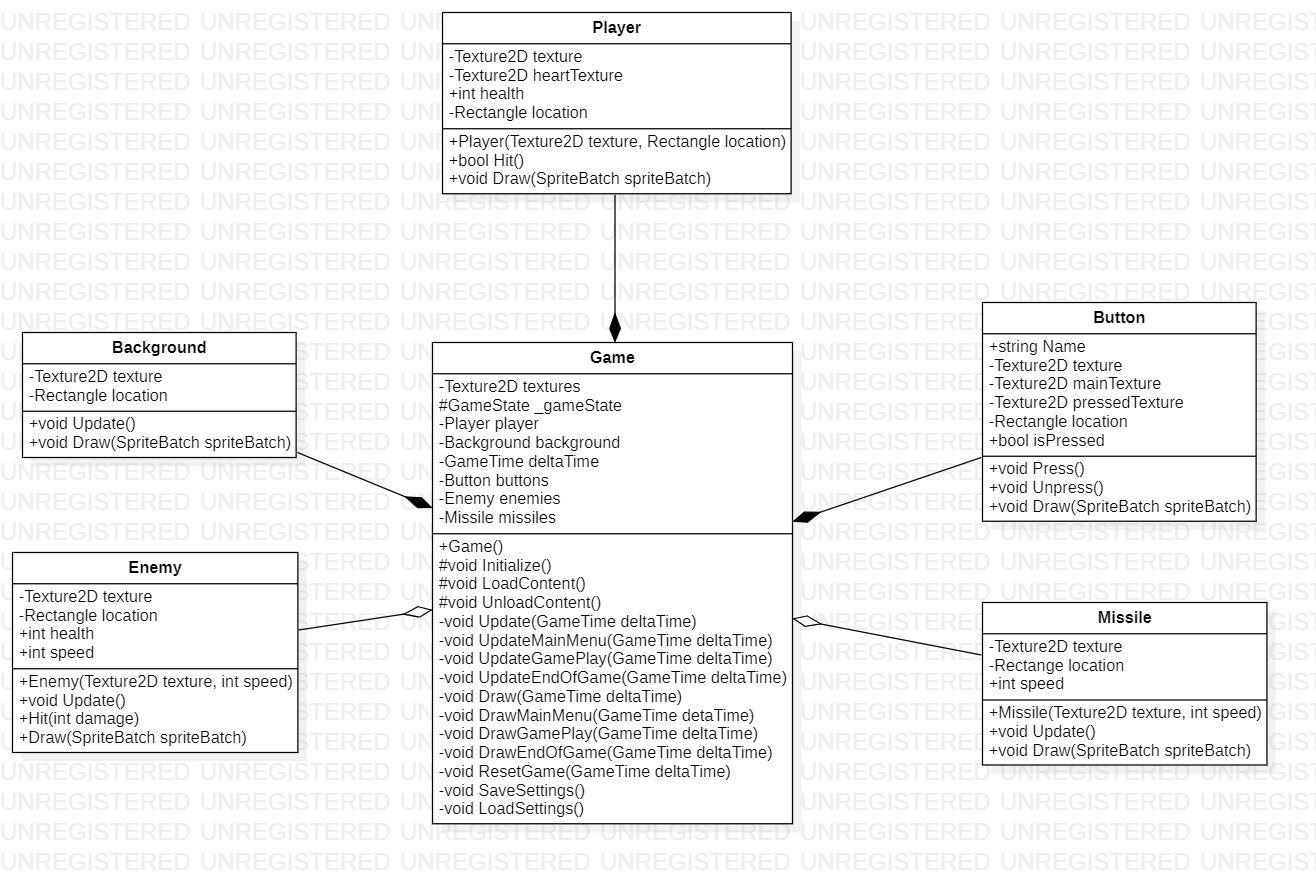 Player
-Texture2D texture
-Texture2D heartTexture
+int health
-Rectangle location
+Player(Texture2D texture, Rectangle location)
+bool Hit()
+void Draw(SpriteBatch spriteBatch)
Background
-Texture2D texture
-Rectangle location
+void Update()
+void Draw(SpriteBatch spriteBatch)
Game
-Texture2D textures
#GameState _gameState
-Player player
-Background background
-GameTime deltaTime
-Button buttons
-Enemy enemies
-Missile missiles
+Game()
#void Initialize()
#void LoadContent()
#void UnloadContent()
-void Update(GameTime deltaTime)
-void UpdateMainMenu(GameTime deltaTime)
-void UpdateGamePlay(GameTime deltaTime)
-void UpdateEndOfGame(GameTime deltaTime)
-void Draw(GameTime deltaTime)
-void DrawMainMenu(GameTime detaTime)
-void DrawGamePlay(GameTime deltaTime)
-void DrawEndOfGame(GameTime deltaTime)
-void ResetGame(GameTime deltaTime)
-void SaveSettings()
-void LoadSettings()
Button
+string Name
-Texture2D texture
-Texture2D mainTexture
-Texture2D pressedTexture
-Rectangle location
+bool isPressed
+void Press()
+void Unpress()
+void Draw(SpriteBatch spriteBatch)
Enemy
-Texture2D texture
-Rectangle location
+int health
+int speed
+Enemy(Texture2D texture, int speed)
+void Update()
+Hit(int damage)
+Draw(SpriteBatch spriteBatch)
Missile
-Texture2D texture
-Rectange location
+int speed
+Missile(Texture2D texture, int speed)
+void Update()
+void Draw(SpriteBatch spriteBatch)
UNREGISTERED